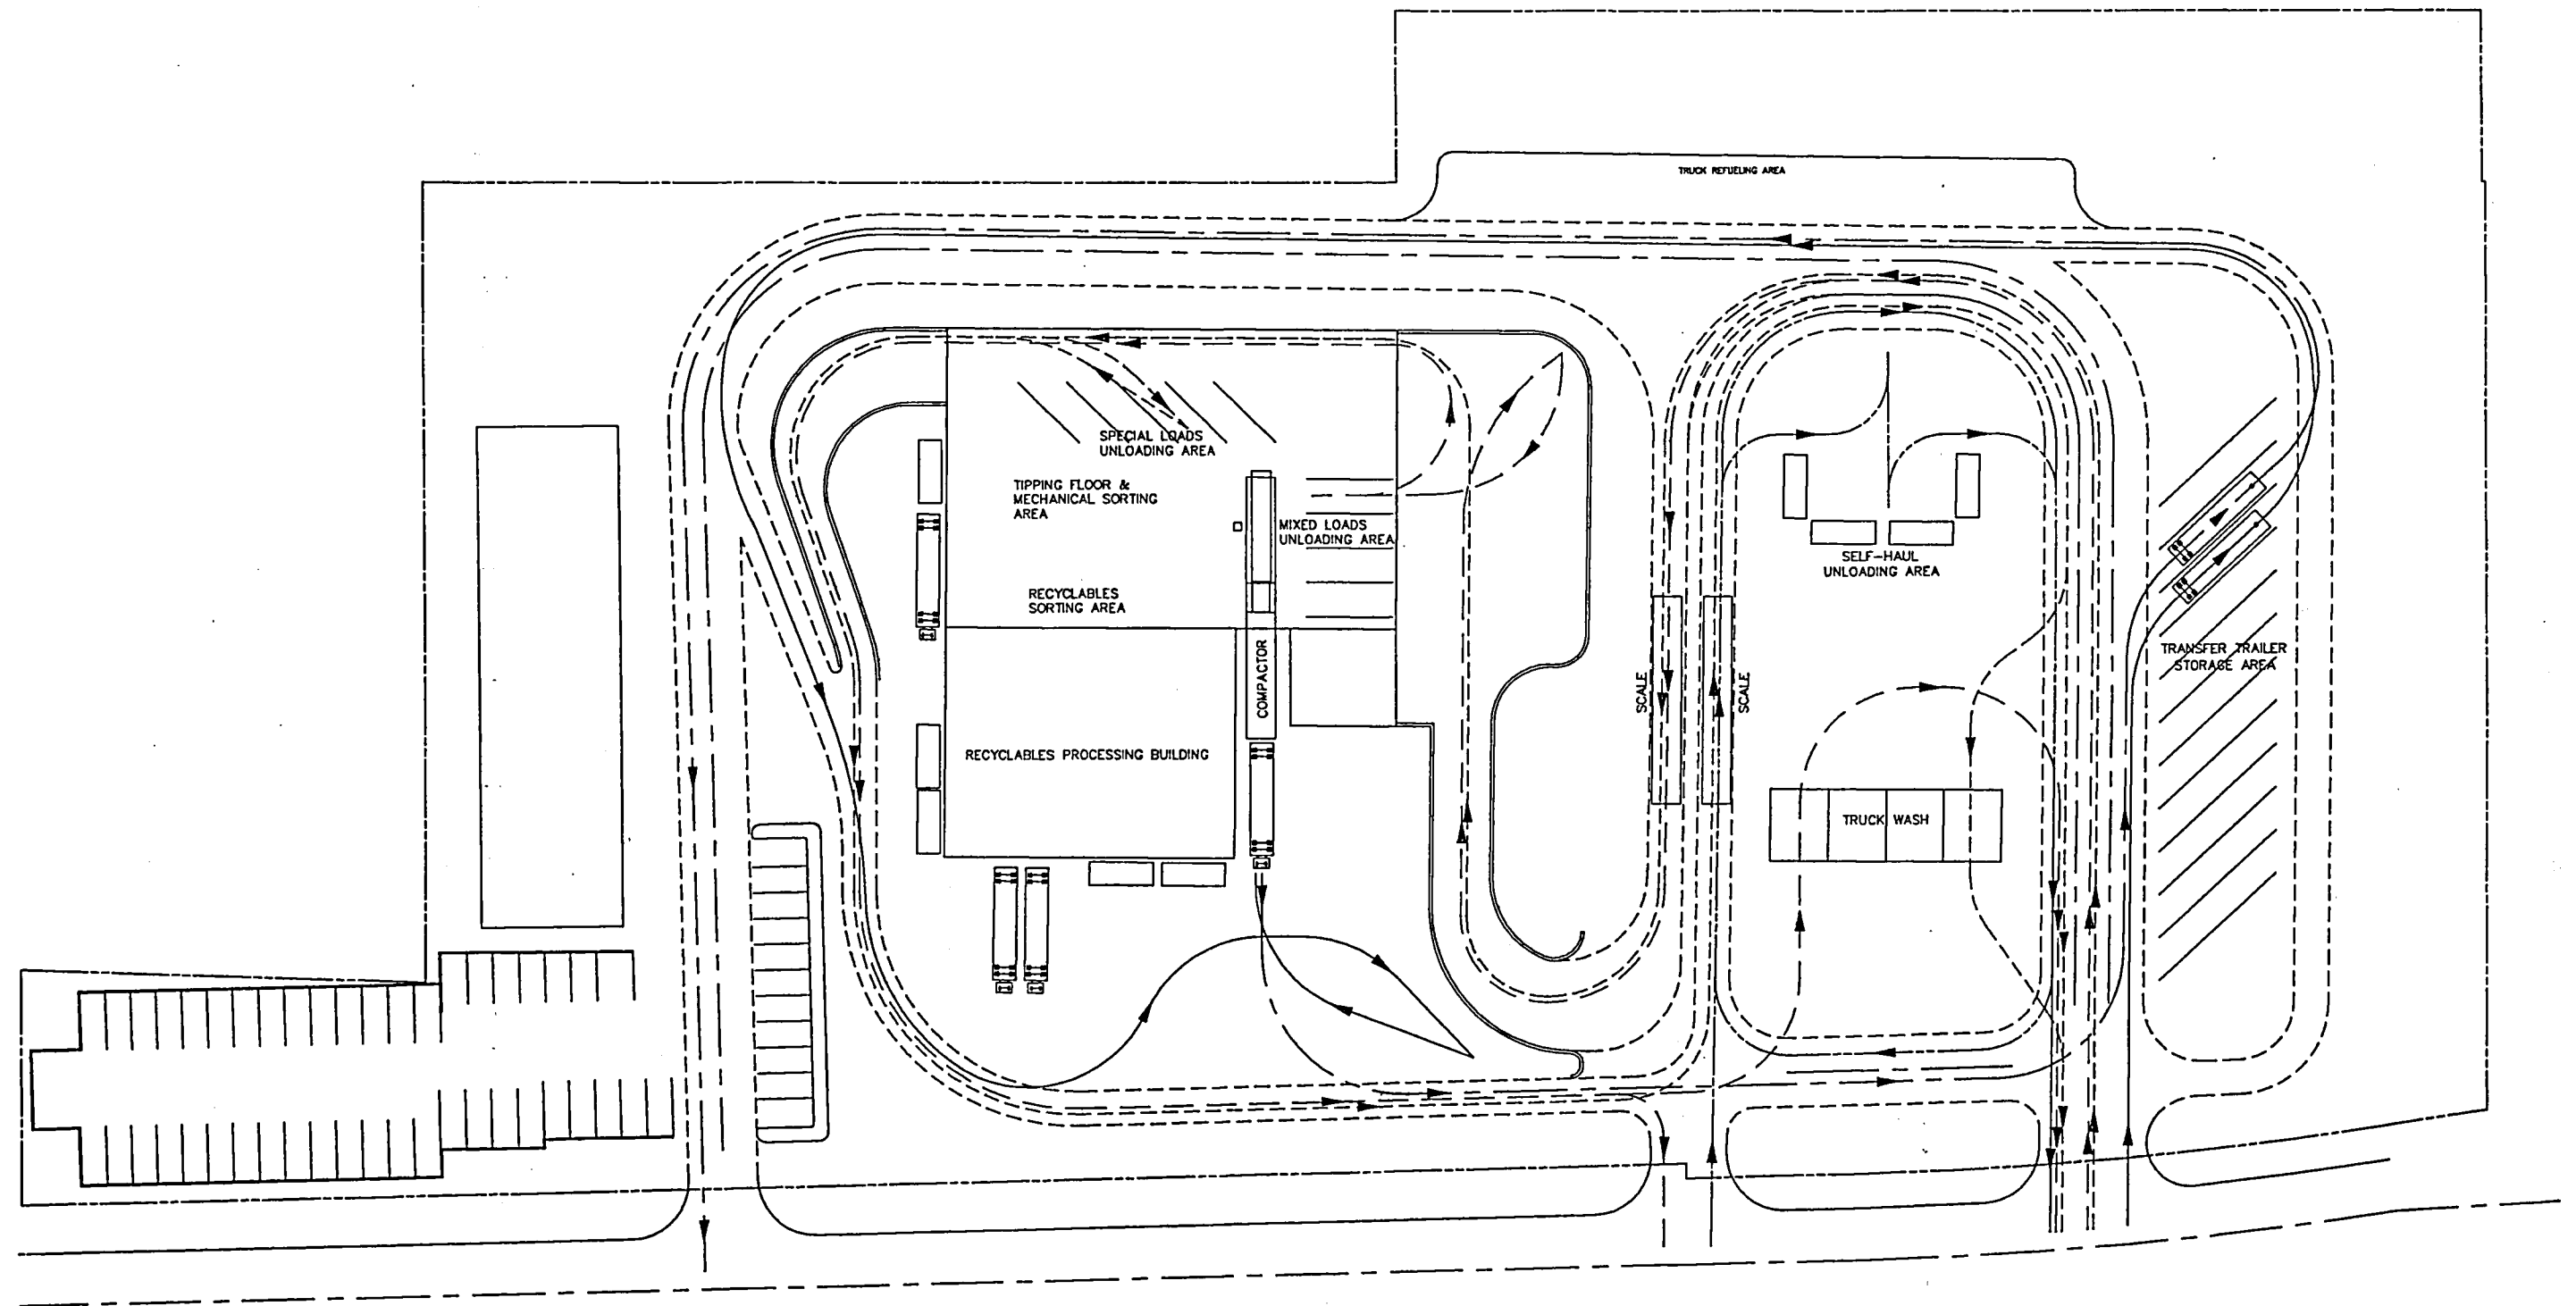 TRUCK REFUELING AREA
SPECIAL LOADS
UNLOADING AREA
TIPPING FLOOR &
MECHANICAL SORTING
AREA
MIXED LOADS
UNLOADING AREA
SELF-HAUL
UNLOADING AREA
RECYCLABLES
SORTING AREA
COMPACTOR
SCALE
SCALE
TRANSFER TRAILER
STORAGE AREA
RECYCLABLES PROCESSING BUILDING
TRUCK WASH